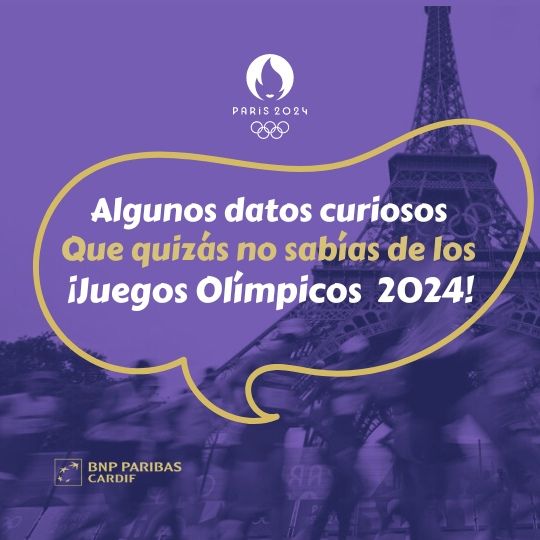 PARIS 2024
Algunos datos curiosos
Que quizás no sabías de los
¡Juegos Olímpicos 2024!
BNP PARIBAS
CARDIF